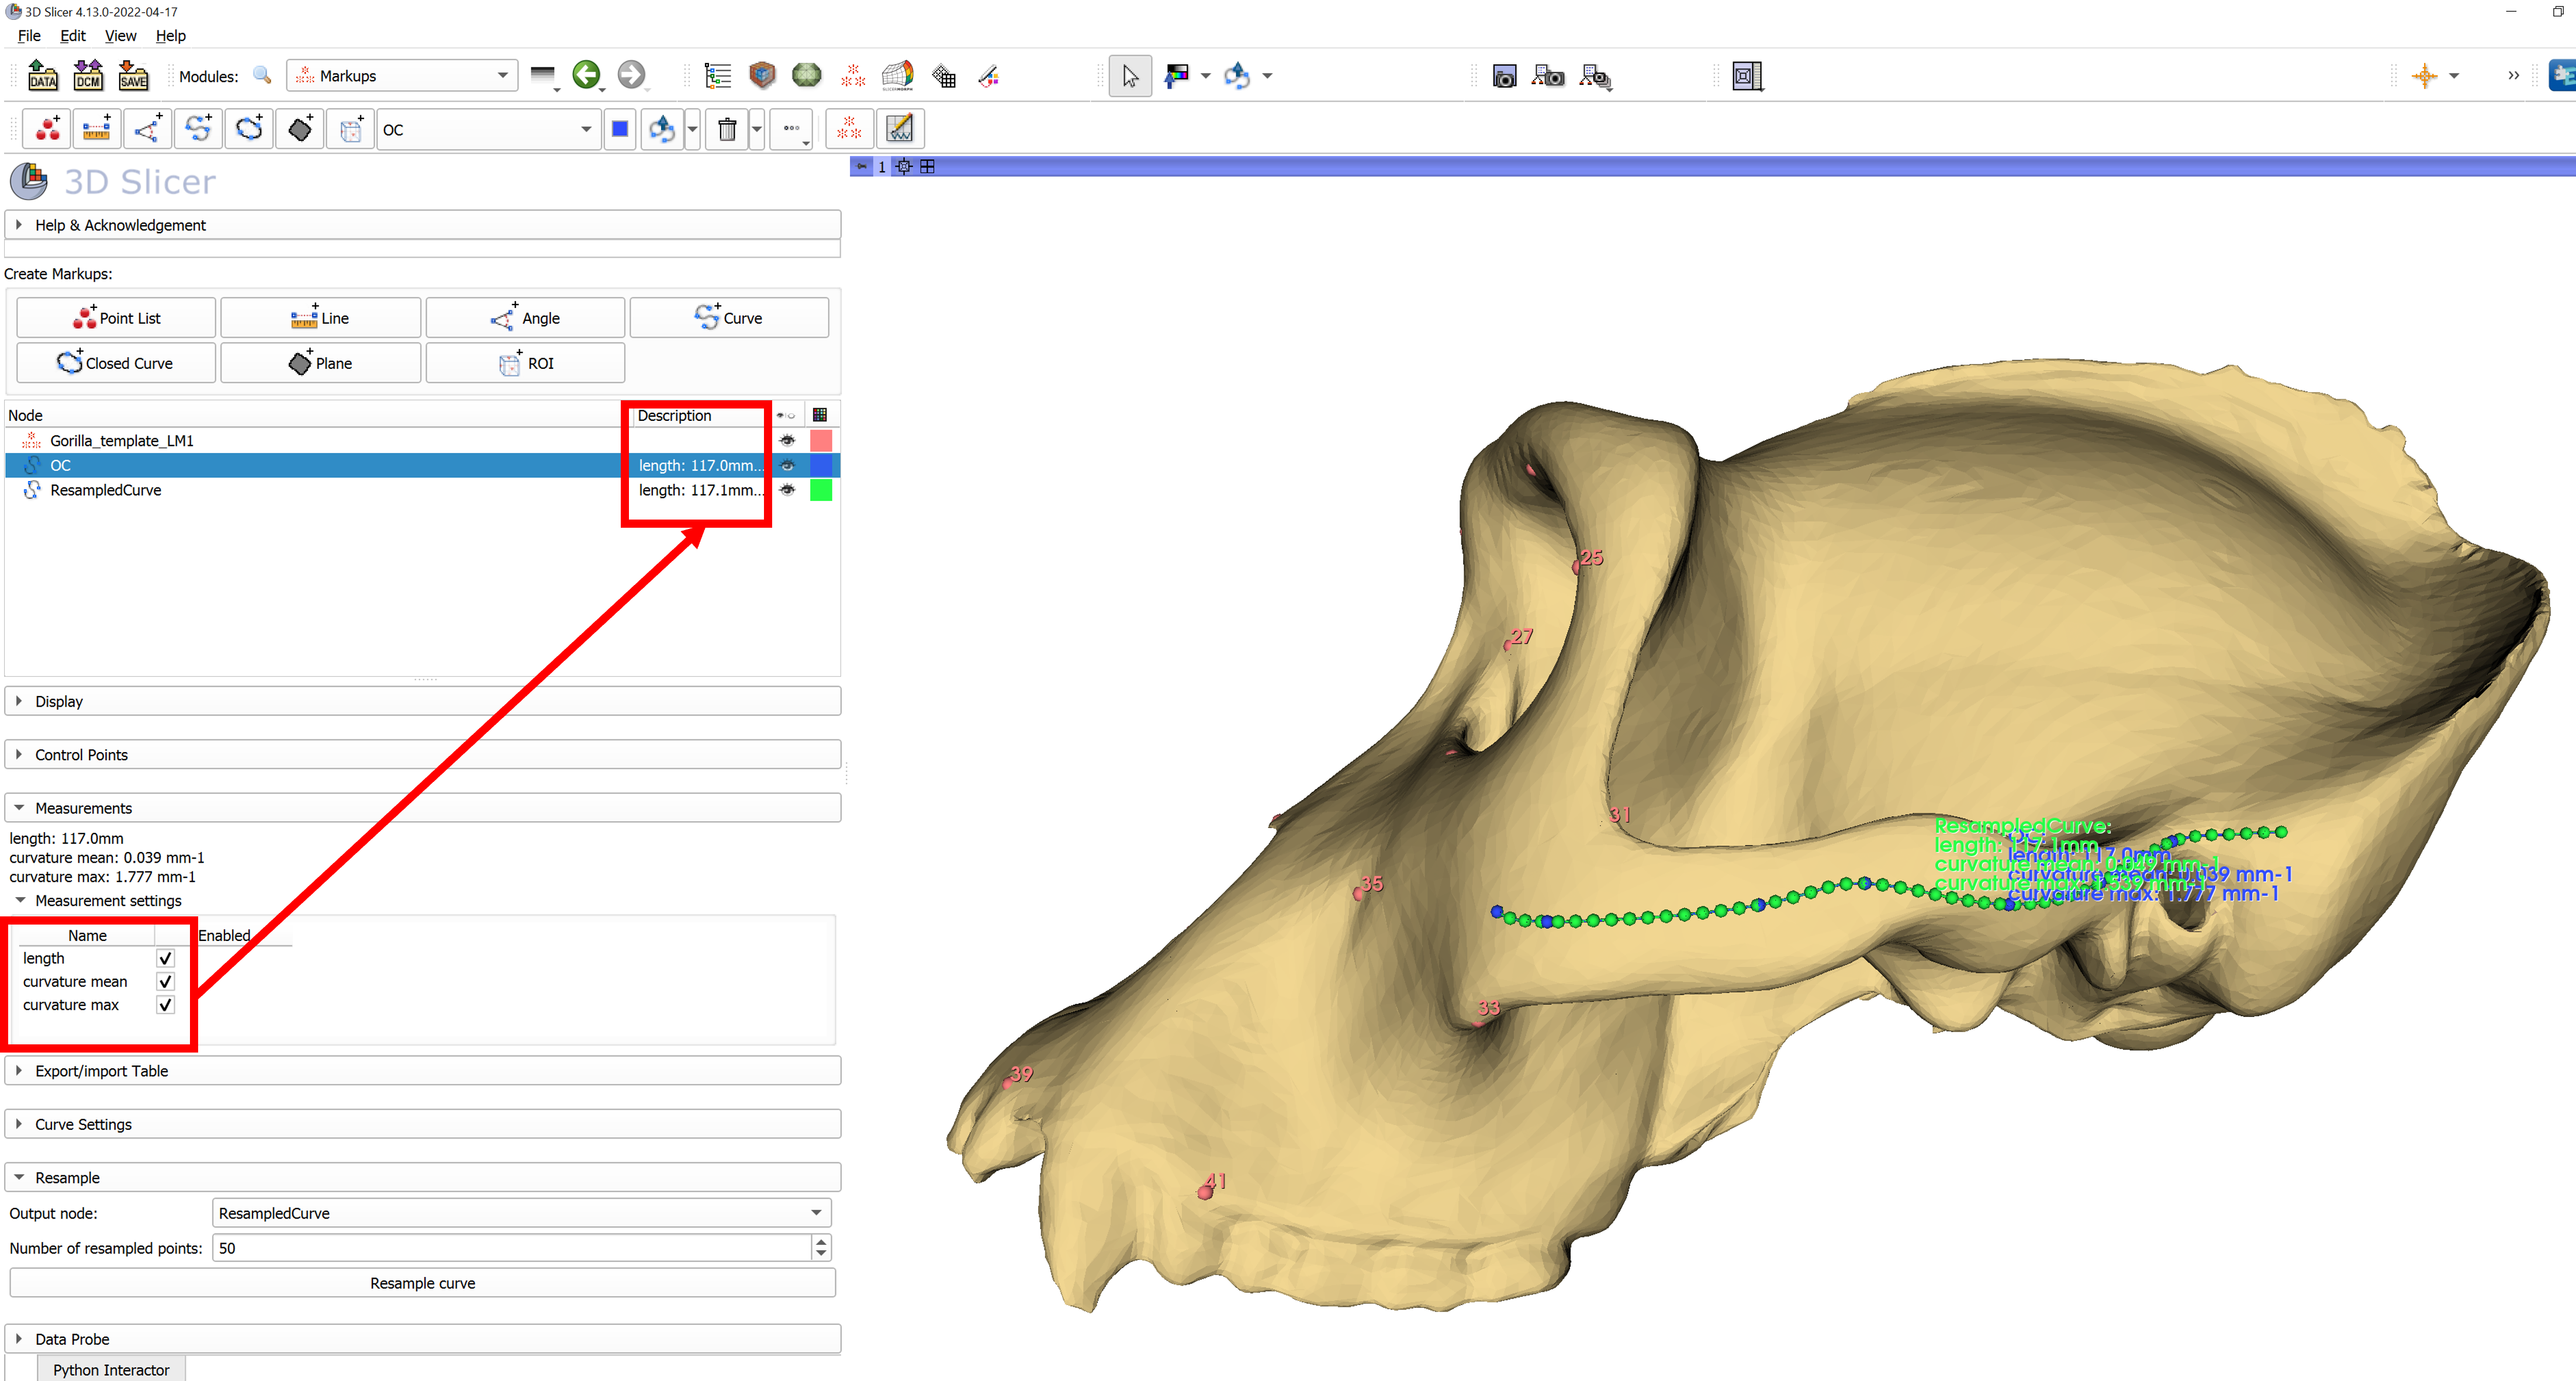 3D Slicer 4.13.0-2022-04-17
File Edit View Help
DATA DCM SAVE Modules: Markups
OC
3D Slicer
1
Help & Acknowledgement
Create Markups:
Point List Line Angle Curve
Closed Curve Plane ROI
Node Description
Gorilla_template_LM1
OC length: 117.0mm...
ResampledCurve length: 117.1mm...
Display
Control Points
Measurements
length: 117.0mm
curvature mean: 0.039 mm-1
curvature max: 1.777 mm-1
Measurement settings
Name Enabled
length
curvature mean
curvature max
Export/import Table
Curve Settings
Resample
Output node: ResampledCurve
Number of resampled points: 50
Resample curve
Data Probe
Python Interactor
25
27
31
ResampledCurve:
length: 117.1mm
curvature mean:
curvature max:
OC:
length: 117.0mm
curvature mean: 0.039 mm-1
curvature max: 1.777 mm-1
35
33
39
41